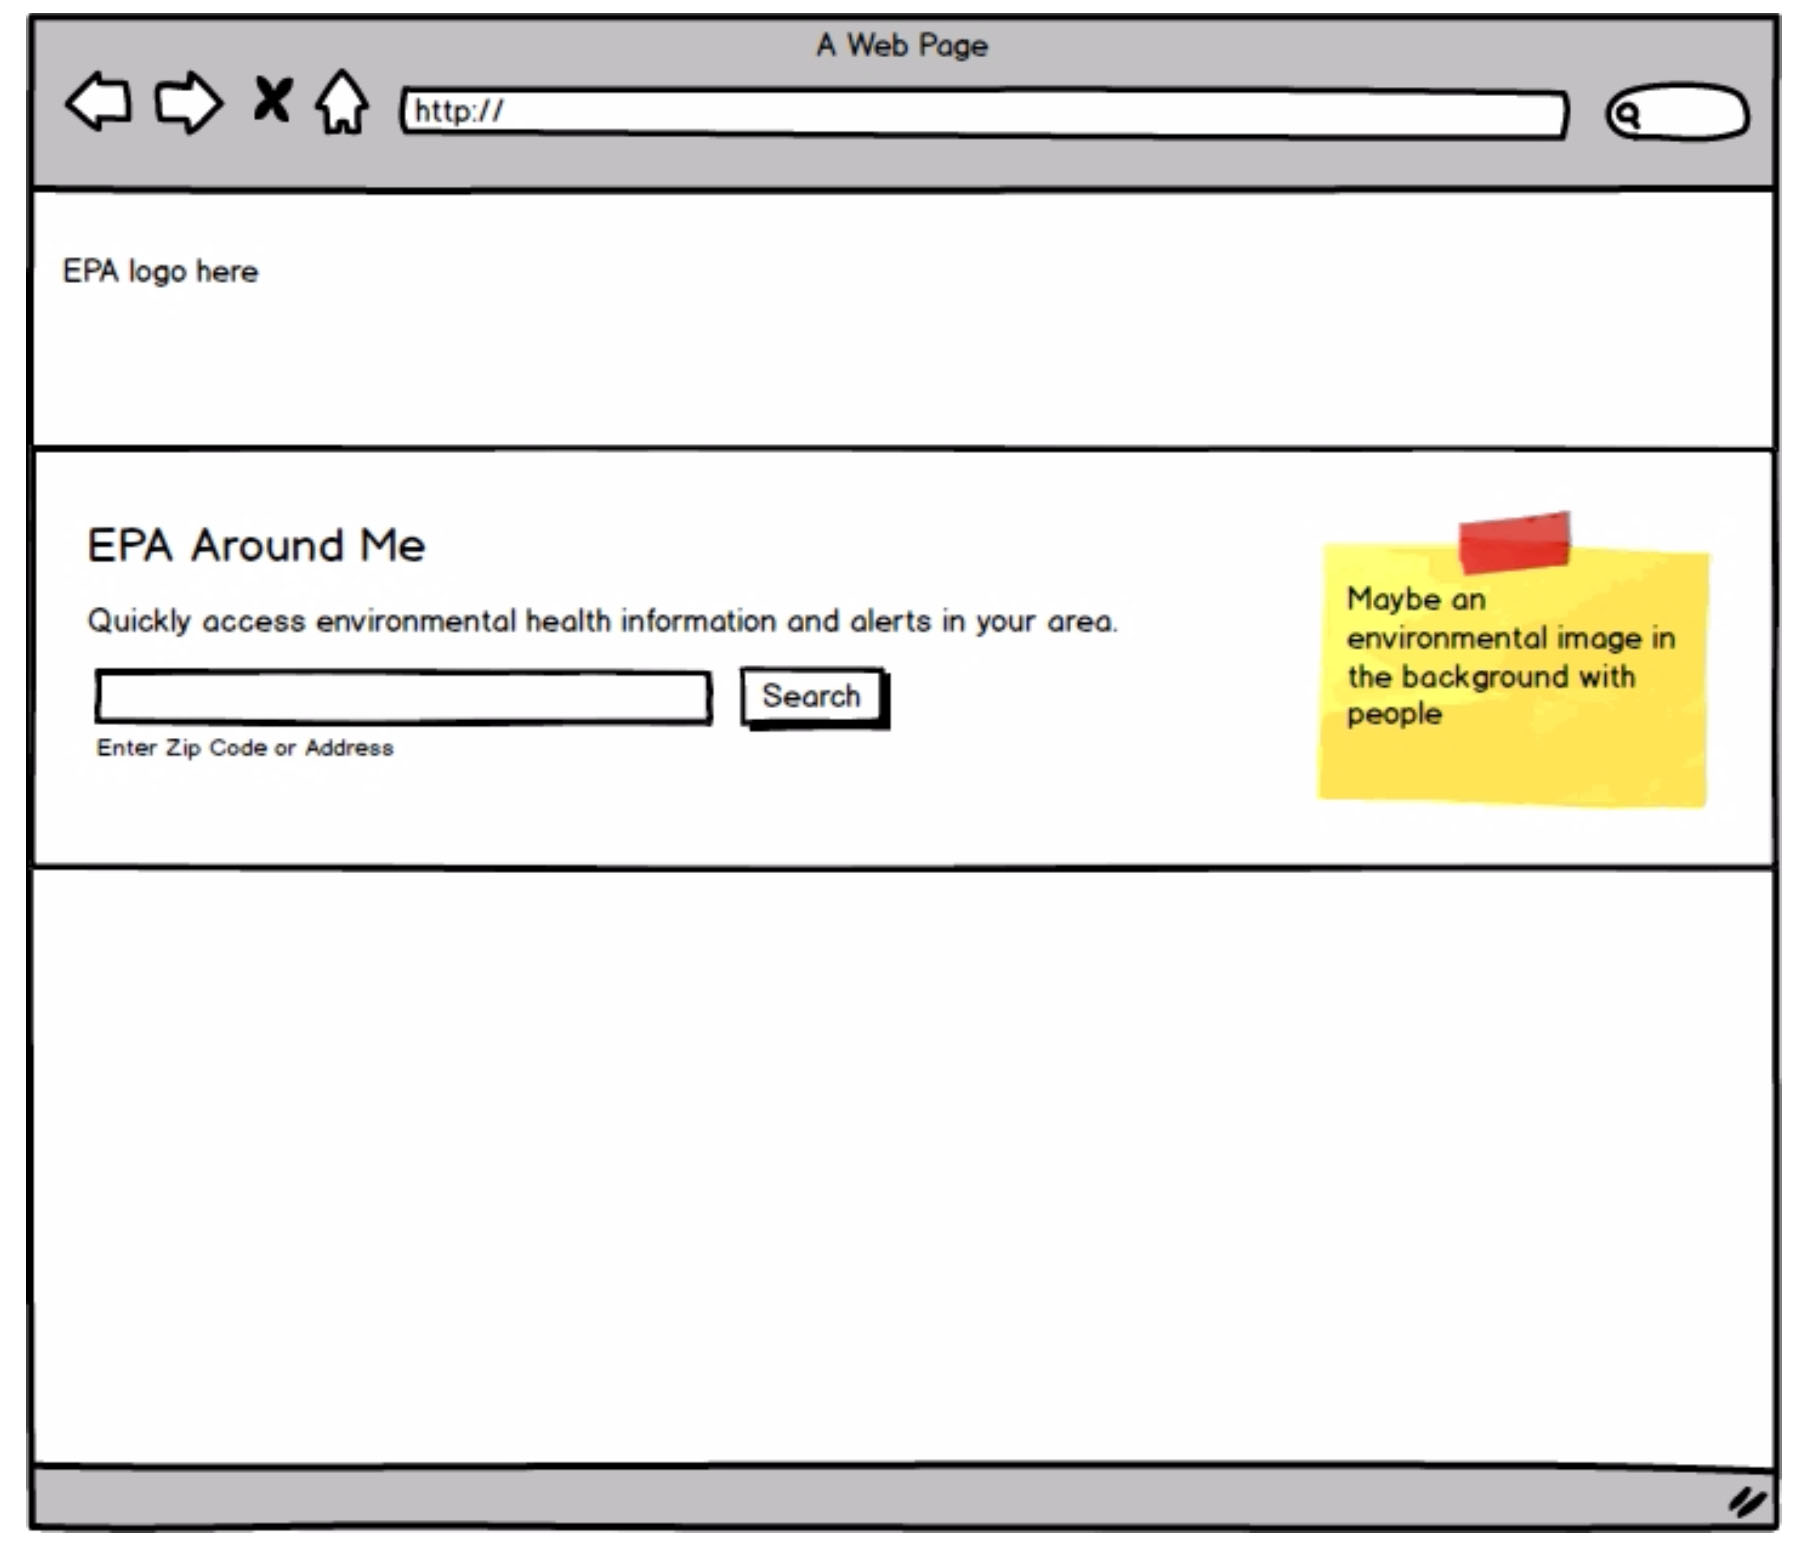 A Web Page
http://
EPA logo here
EPA Around Me
Quickly access environmental health information and alerts in your area.
Search
Enter Zip Code or Address
Maybe an
environmental image in
the background with
people